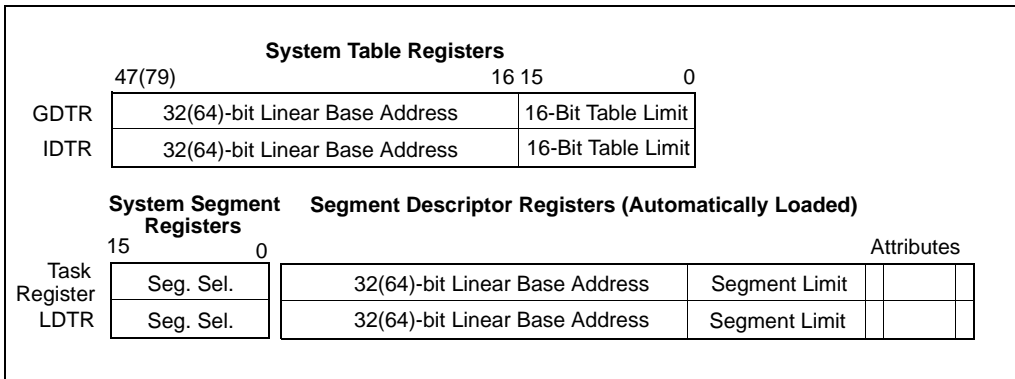 System Table Registers
47(79) 16 15 0
GDTR 32(64)-bit Linear Base Address 16-Bit Table Limit
IDTR 32(64)-bit Linear Base Address 16-Bit Table Limit
System Segment Registers Segment Descriptor Registers (Automatically Loaded)
15 0 Attributes
Task Register Seg. Sel. 32(64)-bit Linear Base Address Segment Limit
LDTR Seg. Sel. 32(64)-bit Linear Base Address Segment Limit